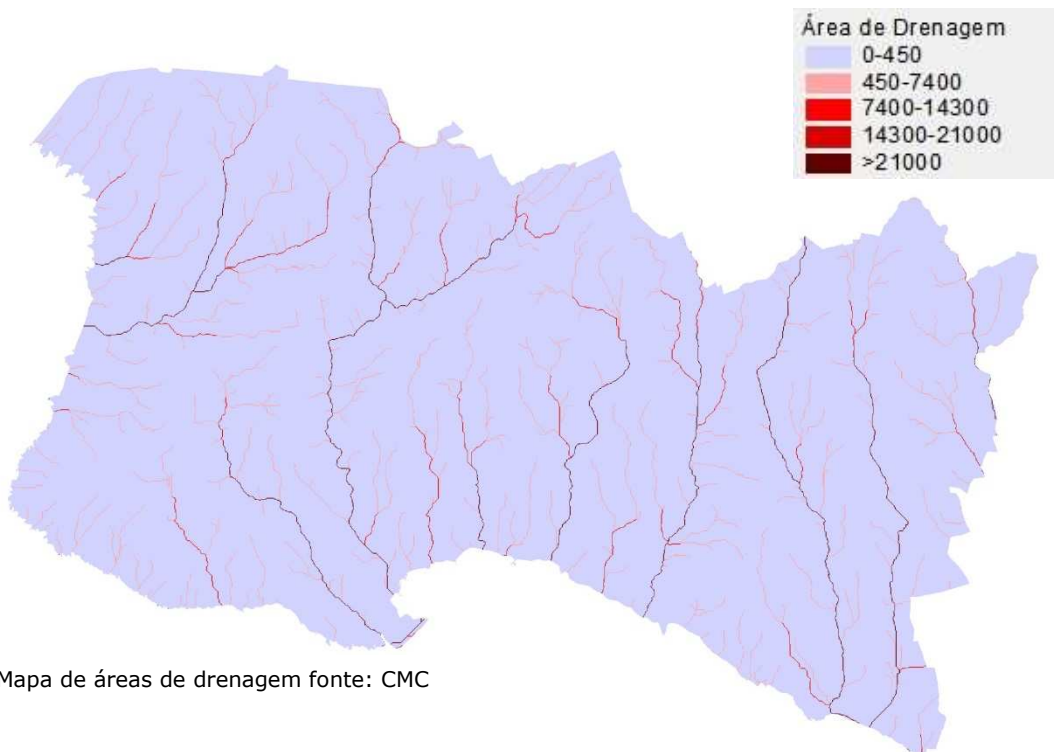 Área de Drenagem
0-450
450-7400
7400-14300
14300-21000
>21000
Mapa de áreas de drenagem fonte: CMC